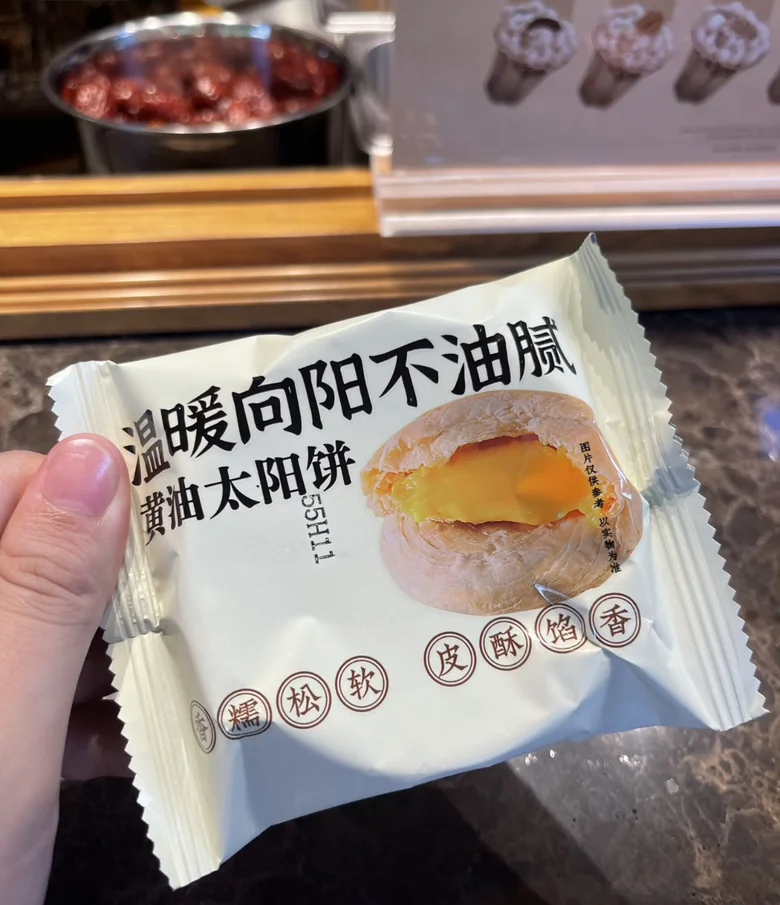 温暖向阳不油腻
黄油太阳饼
55H11
图片仅供参考 以实物为准
香糯松软 皮酥馅香